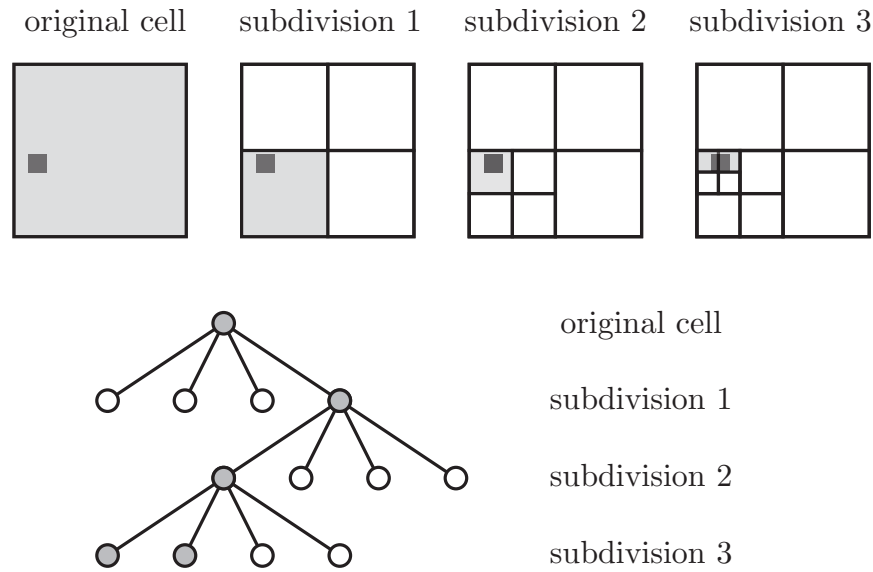 original cell subdivision 1 subdivision 2 subdivision 3
original cell
subdivision 1
subdivision 2
subdivision 3